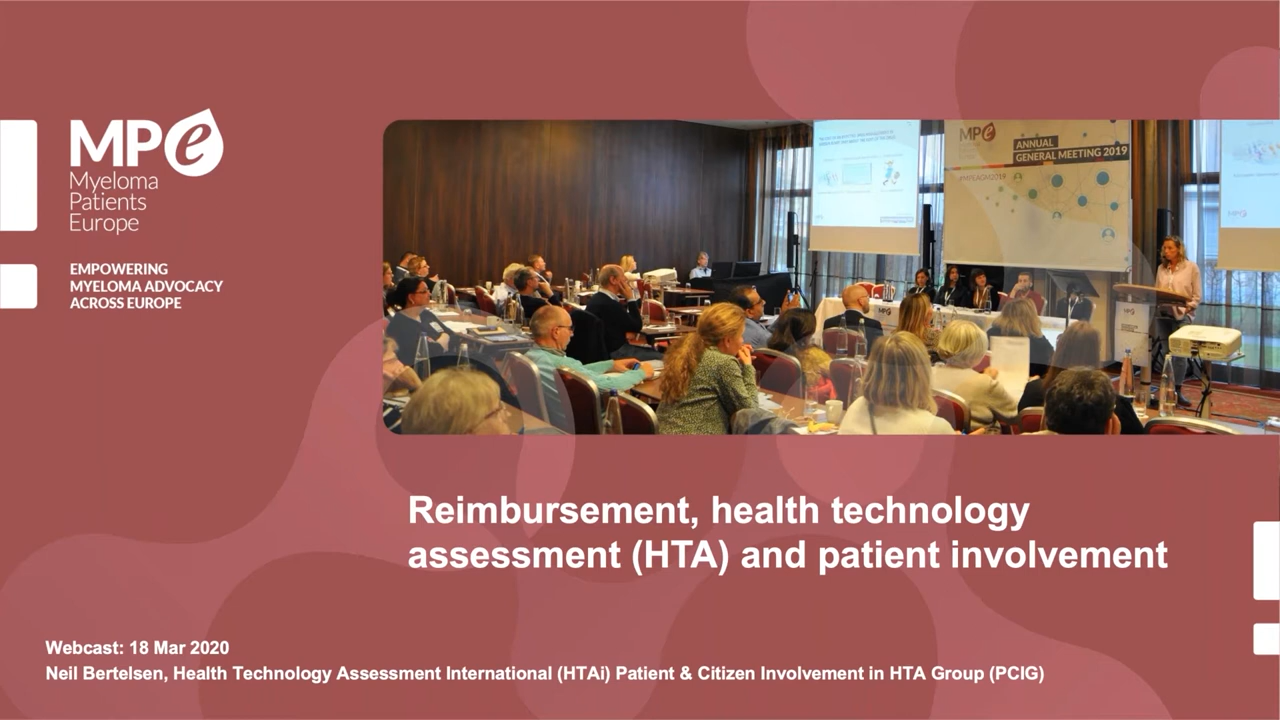 MPe
Myeloma
Patients
Europe
EMPOWERING
MYELOMA ADVOCACY
ACROSS EUROPE
MPe
ANNUAL
GENERAL MEETING 2019
Reimbursement, health technology
assessment (HTA) and patient involvement
Webcast: 18 Mar 2020
Neil Bertelsen, Health Technology Assessment International (HTAi) Patient & Citizen Involvement in HTA Group (PCIG)